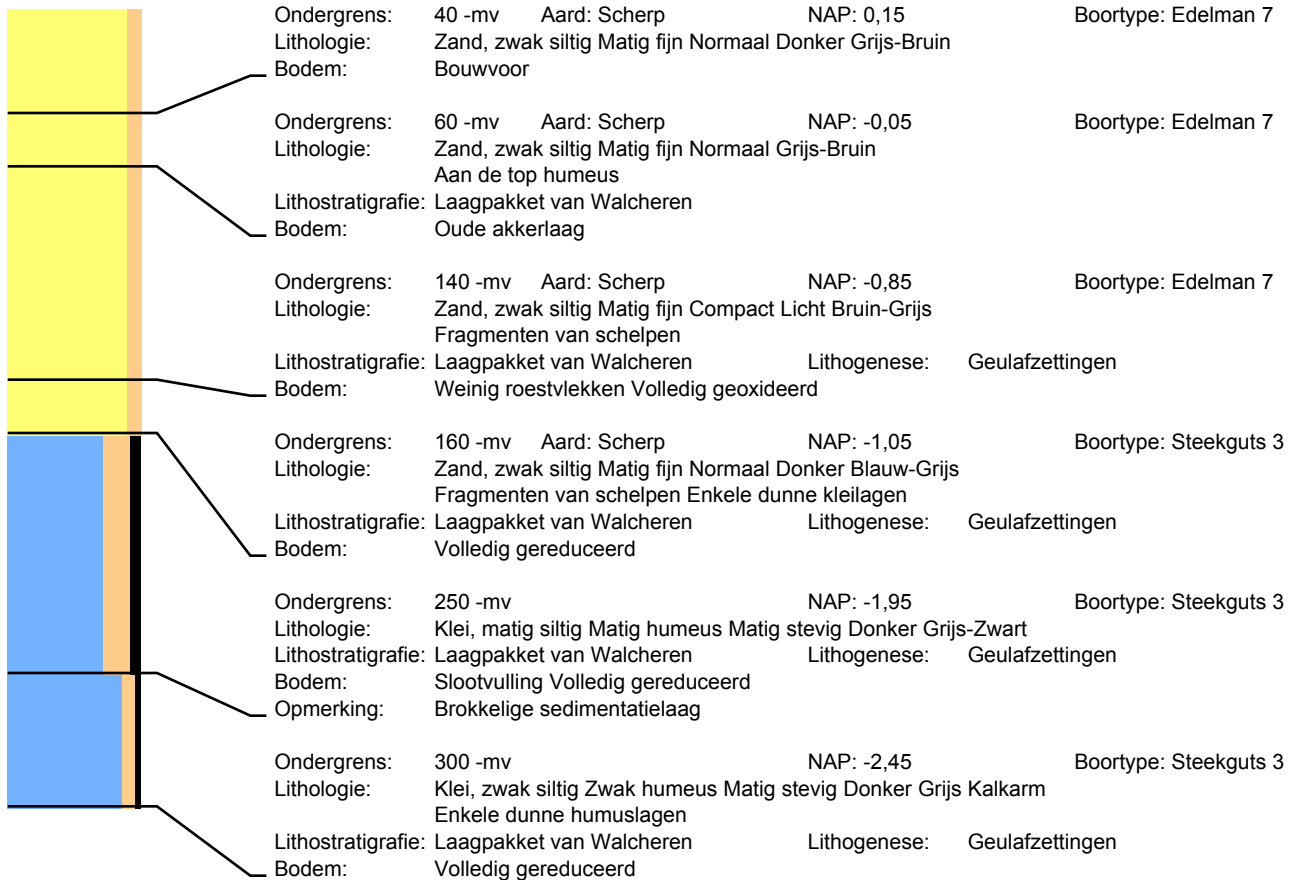 Ondergrens: 40 -mv Aard: Scherp NAP: 0,15 Boortype: Edelman 7
Lithologie: Zand, zwak siltig Matig fijn Normaal Donker Grijs-Bruin
Bodem: Bouwvoor
Ondergrens: 60 -mv Aard: Scherp NAP: -0,05 Boortype: Edelman 7
Lithologie: Zand, zwak siltig Matig fijn Normaal Grijs-Bruin
Aan de top humeus
Lithostratigrafie: Laagpakket van Walcheren
Bodem: Oude akkerlaag
Ondergrens: 140 -mv Aard: Scherp NAP: -0,85 Boortype: Edelman 7
Lithologie: Zand, zwak siltig Matig fijn Compact Licht Bruin-Grijs
Fragmenten van schelpen
Lithostratigrafie: Laagpakket van Walcheren Lithogenese: Geulafzettingen
Bodem: Weinig roestvlekken Volledig geoxideerd
Ondergrens: 160 -mv Aard: Scherp NAP: -1,05 Boortype: Steekguts 3
Lithologie: Zand, zwak siltig Matig fijn Normaal Donker Blauw-Grijs
Fragmenten van schelpen Enkele dunne kleilagen
Lithostratigrafie: Laagpakket van Walcheren Lithogenese: Geulafzettingen
Bodem: Volledig gereduceerd
Ondergrens: 250 -mv NAP: -1,95 Boortype: Steekguts 3
Lithologie: Klei, matig siltig Matig humeus Matig stevig Donker Grijs-Zwart
Lithostratigrafie: Laagpakket van Walcheren Lithogenese: Geulafzettingen
Bodem: Slootvulling Volledig gereduceerd
Opmerking: Brokkelige sedimentatielaag
Ondergrens: 300 -mv NAP: -2,45 Boortype: Steekguts 3
Lithologie: Klei, zwak siltig Zwak humeus Matig stevig Donker Grijs Kalkarm
Enkele dunne humuslagen
Lithostratigrafie: Laagpakket van Walcheren Lithogenese: Geulafzettingen
Bodem: Volledig gereduceerd